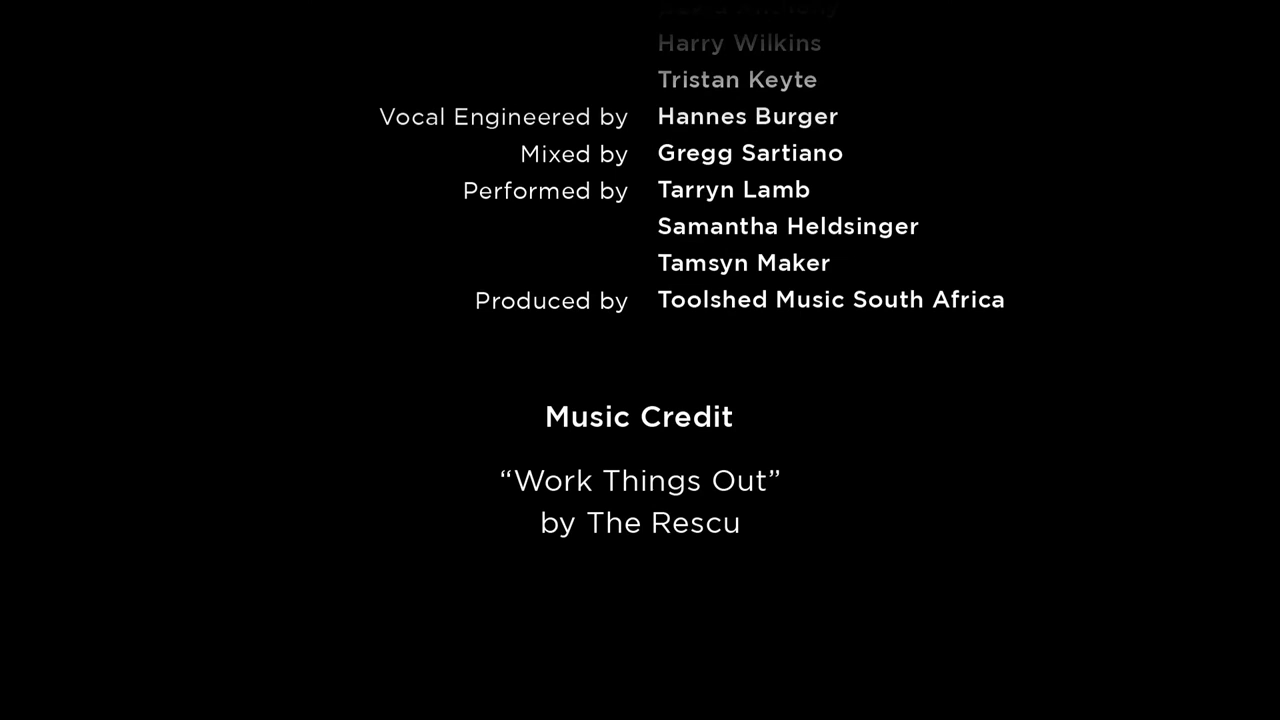 Harry Wilkins
Tristan Keyte
Vocal Engineered by Hannes Burger
Mixed by Gregg Sartiano
Performed by Tarryn Lamb
Samantha Heldsinger
Tamsyn Maker
Produced by Toolshed Music South Africa
Music Credit
“Work Things Out”
by The Rescu